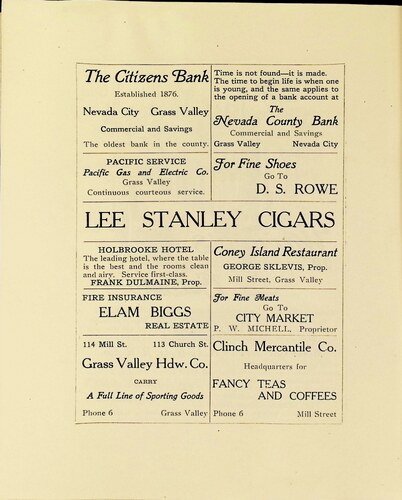 The Citizens Bank
Established 1876.
Nevada City Grass Valley
Commercial and Savings
The oldest bank in the county.
Time is not found—it is made.
The time to begin life is when one
is young, and the same applies to
the opening of a bank account at
The
Nevada County Bank
Commercial and Savings
Grass Valley Nevada City
PACIFIC SERVICE
Pacific Gas and Electric Co.
Grass Valley
Continuous courteous service.
For Fine Shoes
Go To
D. S. ROWE
LEE STANLEY CIGARS
HOLBROOKE HOTEL
The leading hotel, where the table
is the best and the rooms clean
and airy. Service first-class.
FRANK DULMAINE, Prop.
Coney Island Restaurant
GEORGE SKLEVIS, Prop.
Mill Street, Grass Valley
FIRE INSURANCE
ELAM BIGGS
REAL ESTATE
For Fine Meats
Go To
CITY MARKET
P. W. MICHELL, Proprietor
114 Mill St. 113 Church St.
Grass Valley Hdw. Co.
CARRY
A Full Line of Sporting Goods
Phone 6 Grass Valley
Clinch Mercantile Co.
Headquarters for
FANCY TEAS
AND COFFEES
Phone 6 Mill Street